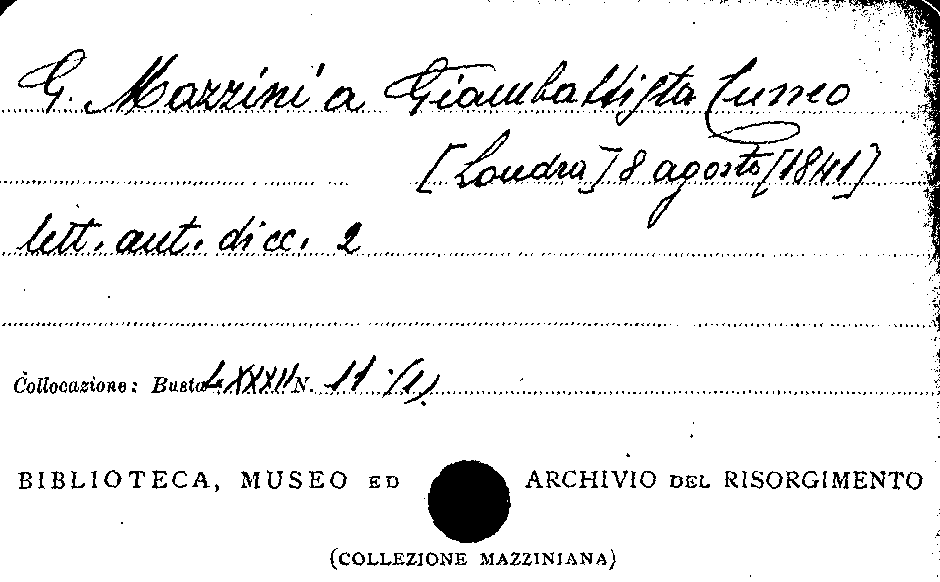 G. Mazzini a Giambattista Cuneo
[Londra] 8 agosto [1841]
lett. aut. di cc. 2
Collocazione: Busta LXXXII N. 11 (1)
BIBLIOTECA, MUSEO ED ARCHIVIO DEL RISORGIMENTO
(COLLEZIONE MAZZINIANA)